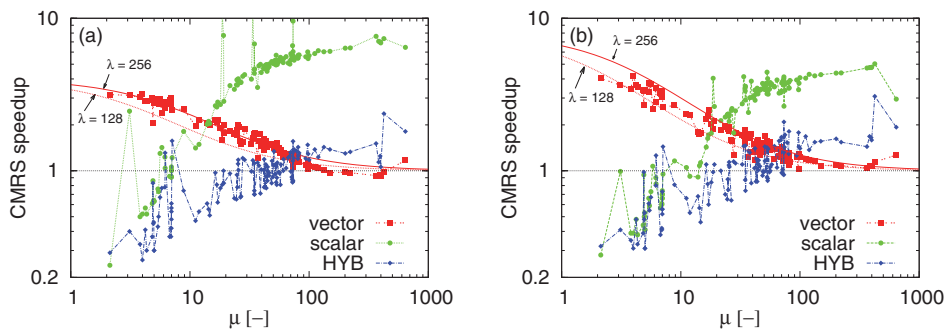 (a)
CMRS speedup
10
1
0.2
λ = 256
λ = 128
vector
scalar
HYB
1 10 100 1000
μ [−]
(b)
CMRS speedup
10
1
0.2
λ = 256
λ = 128
vector
scalar
HYB
1 10 100 1000
μ [−]